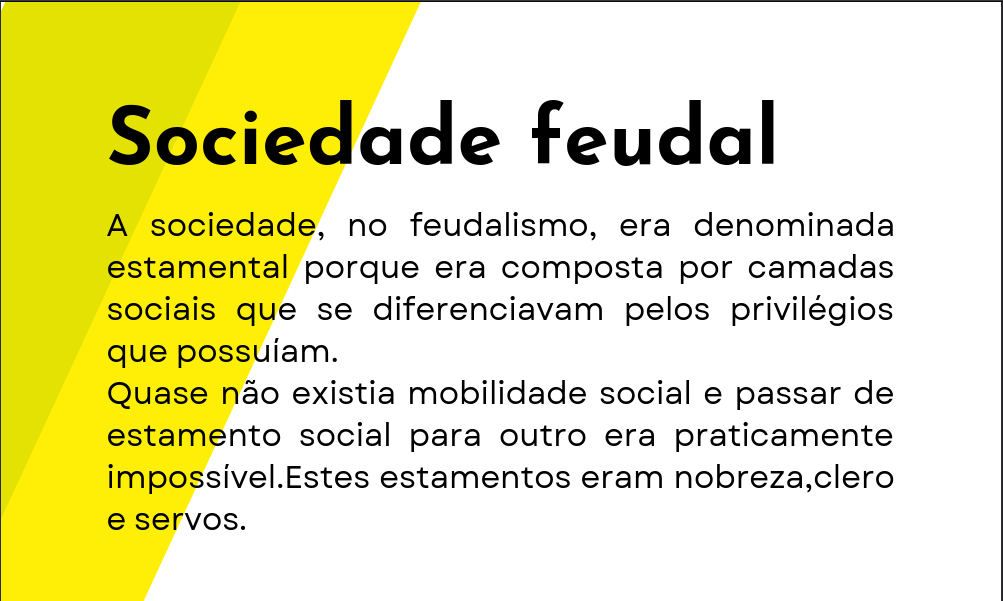 Sociedade feudal
A sociedade, no feudalismo, era denominada
estamental porque era composta por camadas
sociais que se diferenciavam pelos privilégios
que possuíam.
Quase não existia mobilidade social e passar de
estamento social para outro era praticamente
impossível.Estes estamentos eram nobreza,clero
e servos.